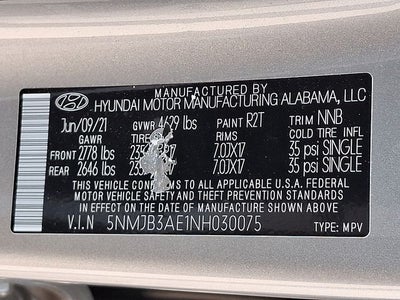 MANUFACTURED BY
HYUNDAI MOTOR MANUFACTURING ALABAMA, LLC
Jun/09/21 GVWR lbs PAINT R2T TRIM NNB
GAWR TIRE RIMS COLD TIRE INFL
FRONT 2778 lbs 7.0JX17 35 psi SINGLE
REAR 2646 lbs 7.0JX17 35 psi SINGLE
THIS VEHICLE CONFORMS TO ALL APPLICABLE U.S. FEDERAL
MOTOR VEHICLE SAFETY AND THEFT PREVENTION STANDARDS
IN EFFECT ON THE DATE OF MANUFACTURE SHOWN ABOVE.
V.I.N 5NMJB3AE1NH030075 TYPE: MPV